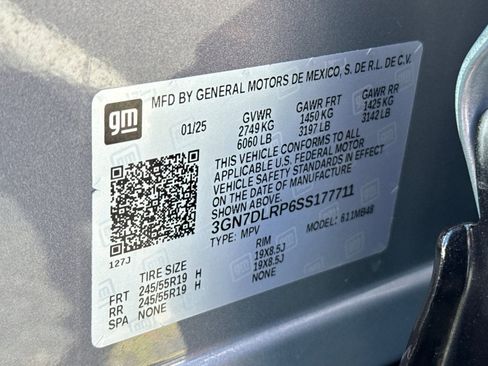 gm
MFD BY GENERAL MOTORS DE MEXICO, S. DE R.L. DE C.V.
01/25 GVWR GAWR FRT GAWR RR
2749 KG 1450 KG 1425 KG
6060 LB 3197 LB 3142 LB
THIS VEHICLE CONFORMS TO ALL
APPLICABLE U.S. FEDERAL MOTOR
VEHICLE SAFETY STANDARDS IN
EFFECT ON THE DATE OF
MANUFACTURE SHOWN ABOVE.
3GN7DLRP6SS177711
TYPE: MPV MODEL: 611MB48
127J
TIRE SIZE RIM
FRT 245/55R19 H 19X8.5J
RR 245/55R19 H 19X8.5J
SPA NONE NONE